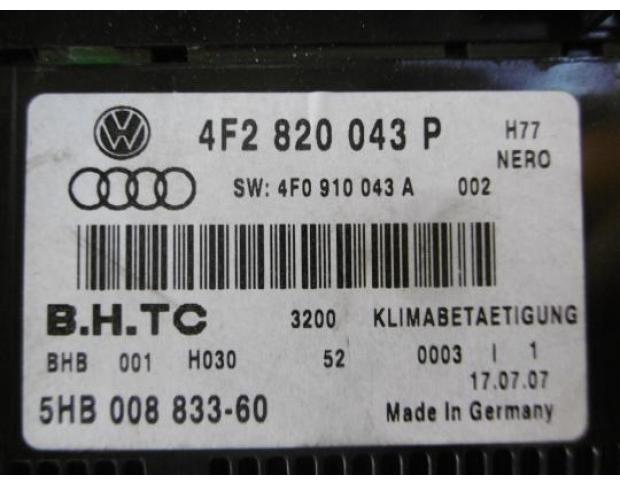 4F2 820 043 P H77
NERO
SW: 4F0 910 043 A 002
B.H.TC 3200 KLIMABETAETIGUNG
BHB 001 H030 52 0003 | 1
17.07.07
5HB 008 833-60 Made In Germany